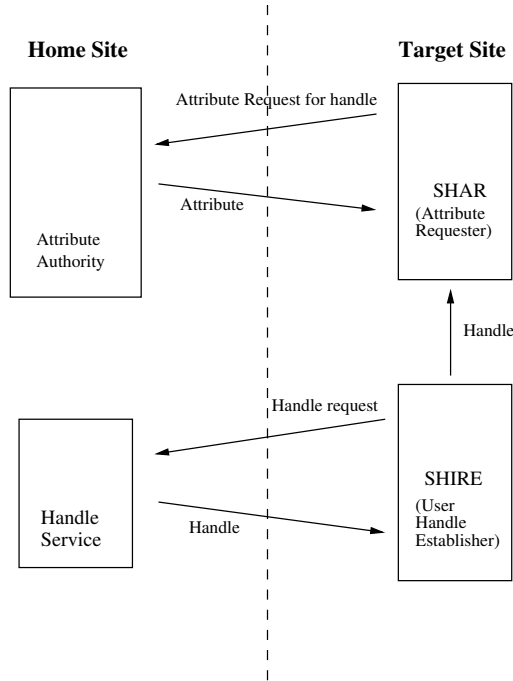 Home Site
Target Site
Attribute Request for handle
SHAR
(Attribute
Requester)
Attribute
Attribute
Authority
Handle
Handle request
SHIRE
(User
Handle
Establisher)
Handle
Service
Handle